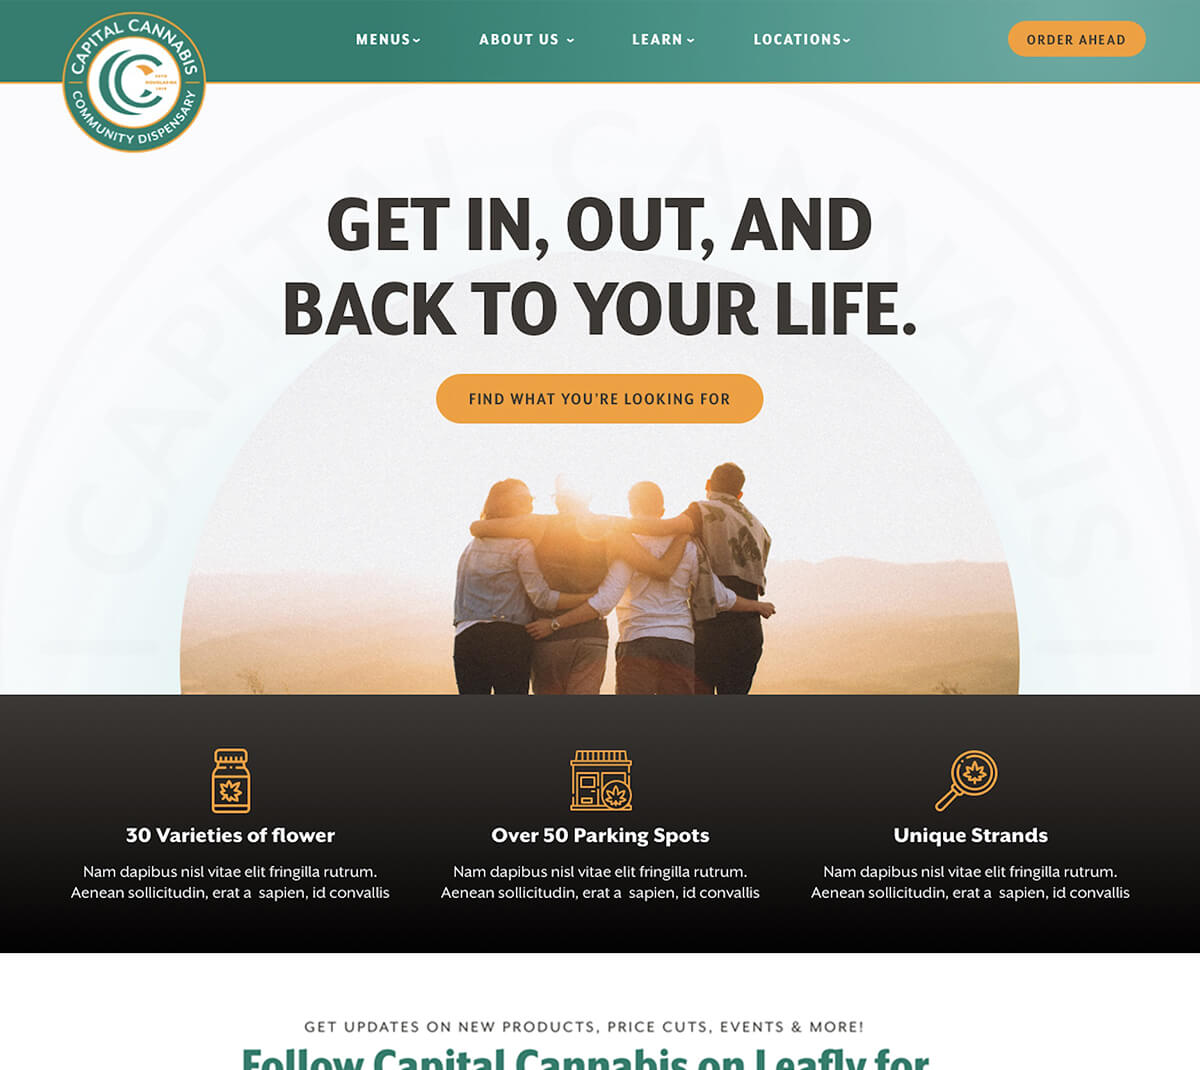 CAPITAL CANNABIS
COMMUNITY DISPENSARY
MENUS
ABOUT US
LEARN
LOCATIONS
ORDER AHEAD
CAPITAL CANNABIS
GET IN, OUT, AND
BACK TO YOUR LIFE.
FIND WHAT YOU'RE LOOKING FOR
30 Varieties of flower
Nam dapibus nisl vitae elit fringilla rutrum.
Aenean sollicitudin, erat a sapien, id convallis
Over 50 Parking Spots
Nam dapibus nisl vitae elit fringilla rutrum.
Aenean sollicitudin, erat a sapien, id convallis
Unique Strands
Nam dapibus nisl vitae elit fringilla rutrum.
Aenean sollicitudin, erat a sapien, id convallis
GET UPDATES ON NEW PRODUCTS, PRICE CUTS, EVENTS & MORE!
Follow Capital Cannabis on Leafly for